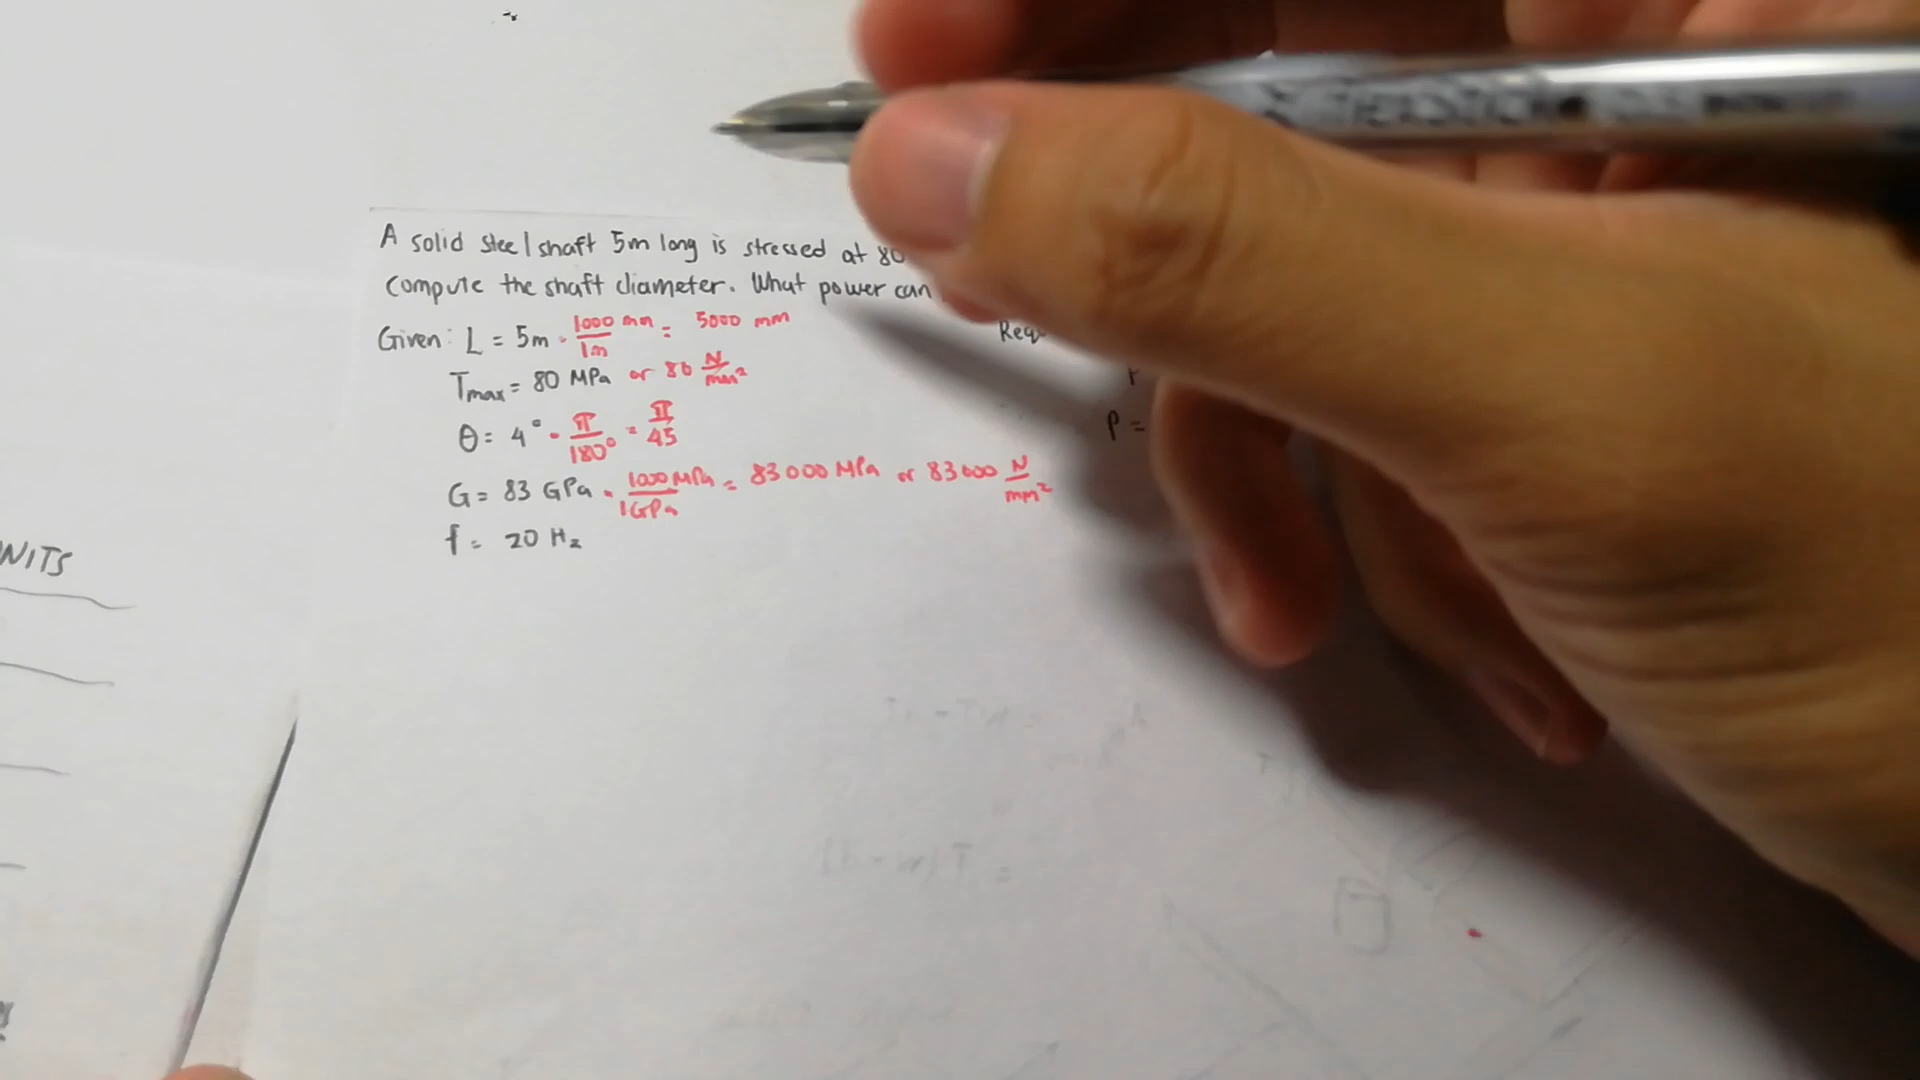 A solid steel shaft 5m long is stressed at 80
Compute the shaft diameter. What power can
Given: L = 5m · 1000 mm / 1m = 5000 mm
Tmax = 80 MPa or 80 N/mm²
θ = 4° · π/180° = π/45
G = 83 GPa · 1000 MPa / 1 GPa = 83 000 MPa or 83 000 N/mm²
f = 20 Hz
P =